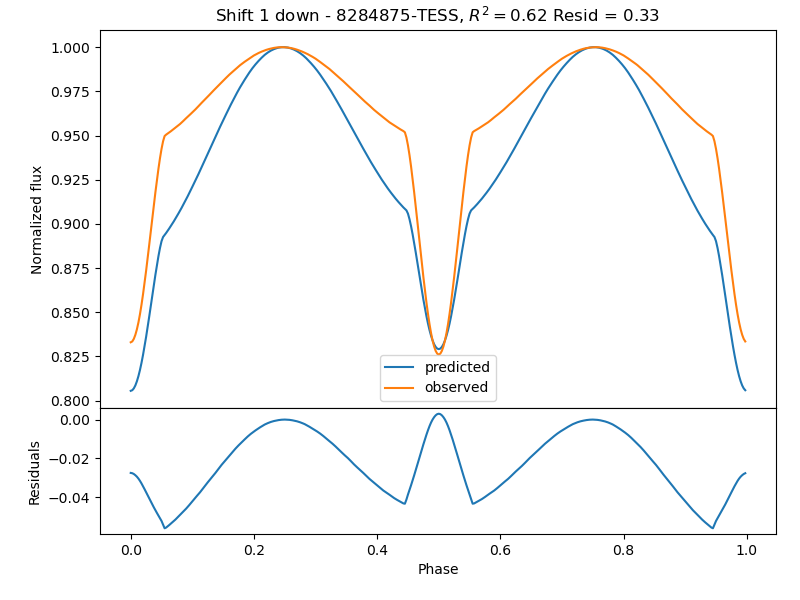 Shift 1 down - 8284875-TESS, R² = 0.62 Resid = 0.33
Normalized flux
1.000
0.975
0.950
0.925
0.900
0.875
0.850
0.825
0.800
predicted
observed
Residuals
0.00
−0.02
−0.04
0.0 0.2 0.4 0.6 0.8 1.0
Phase